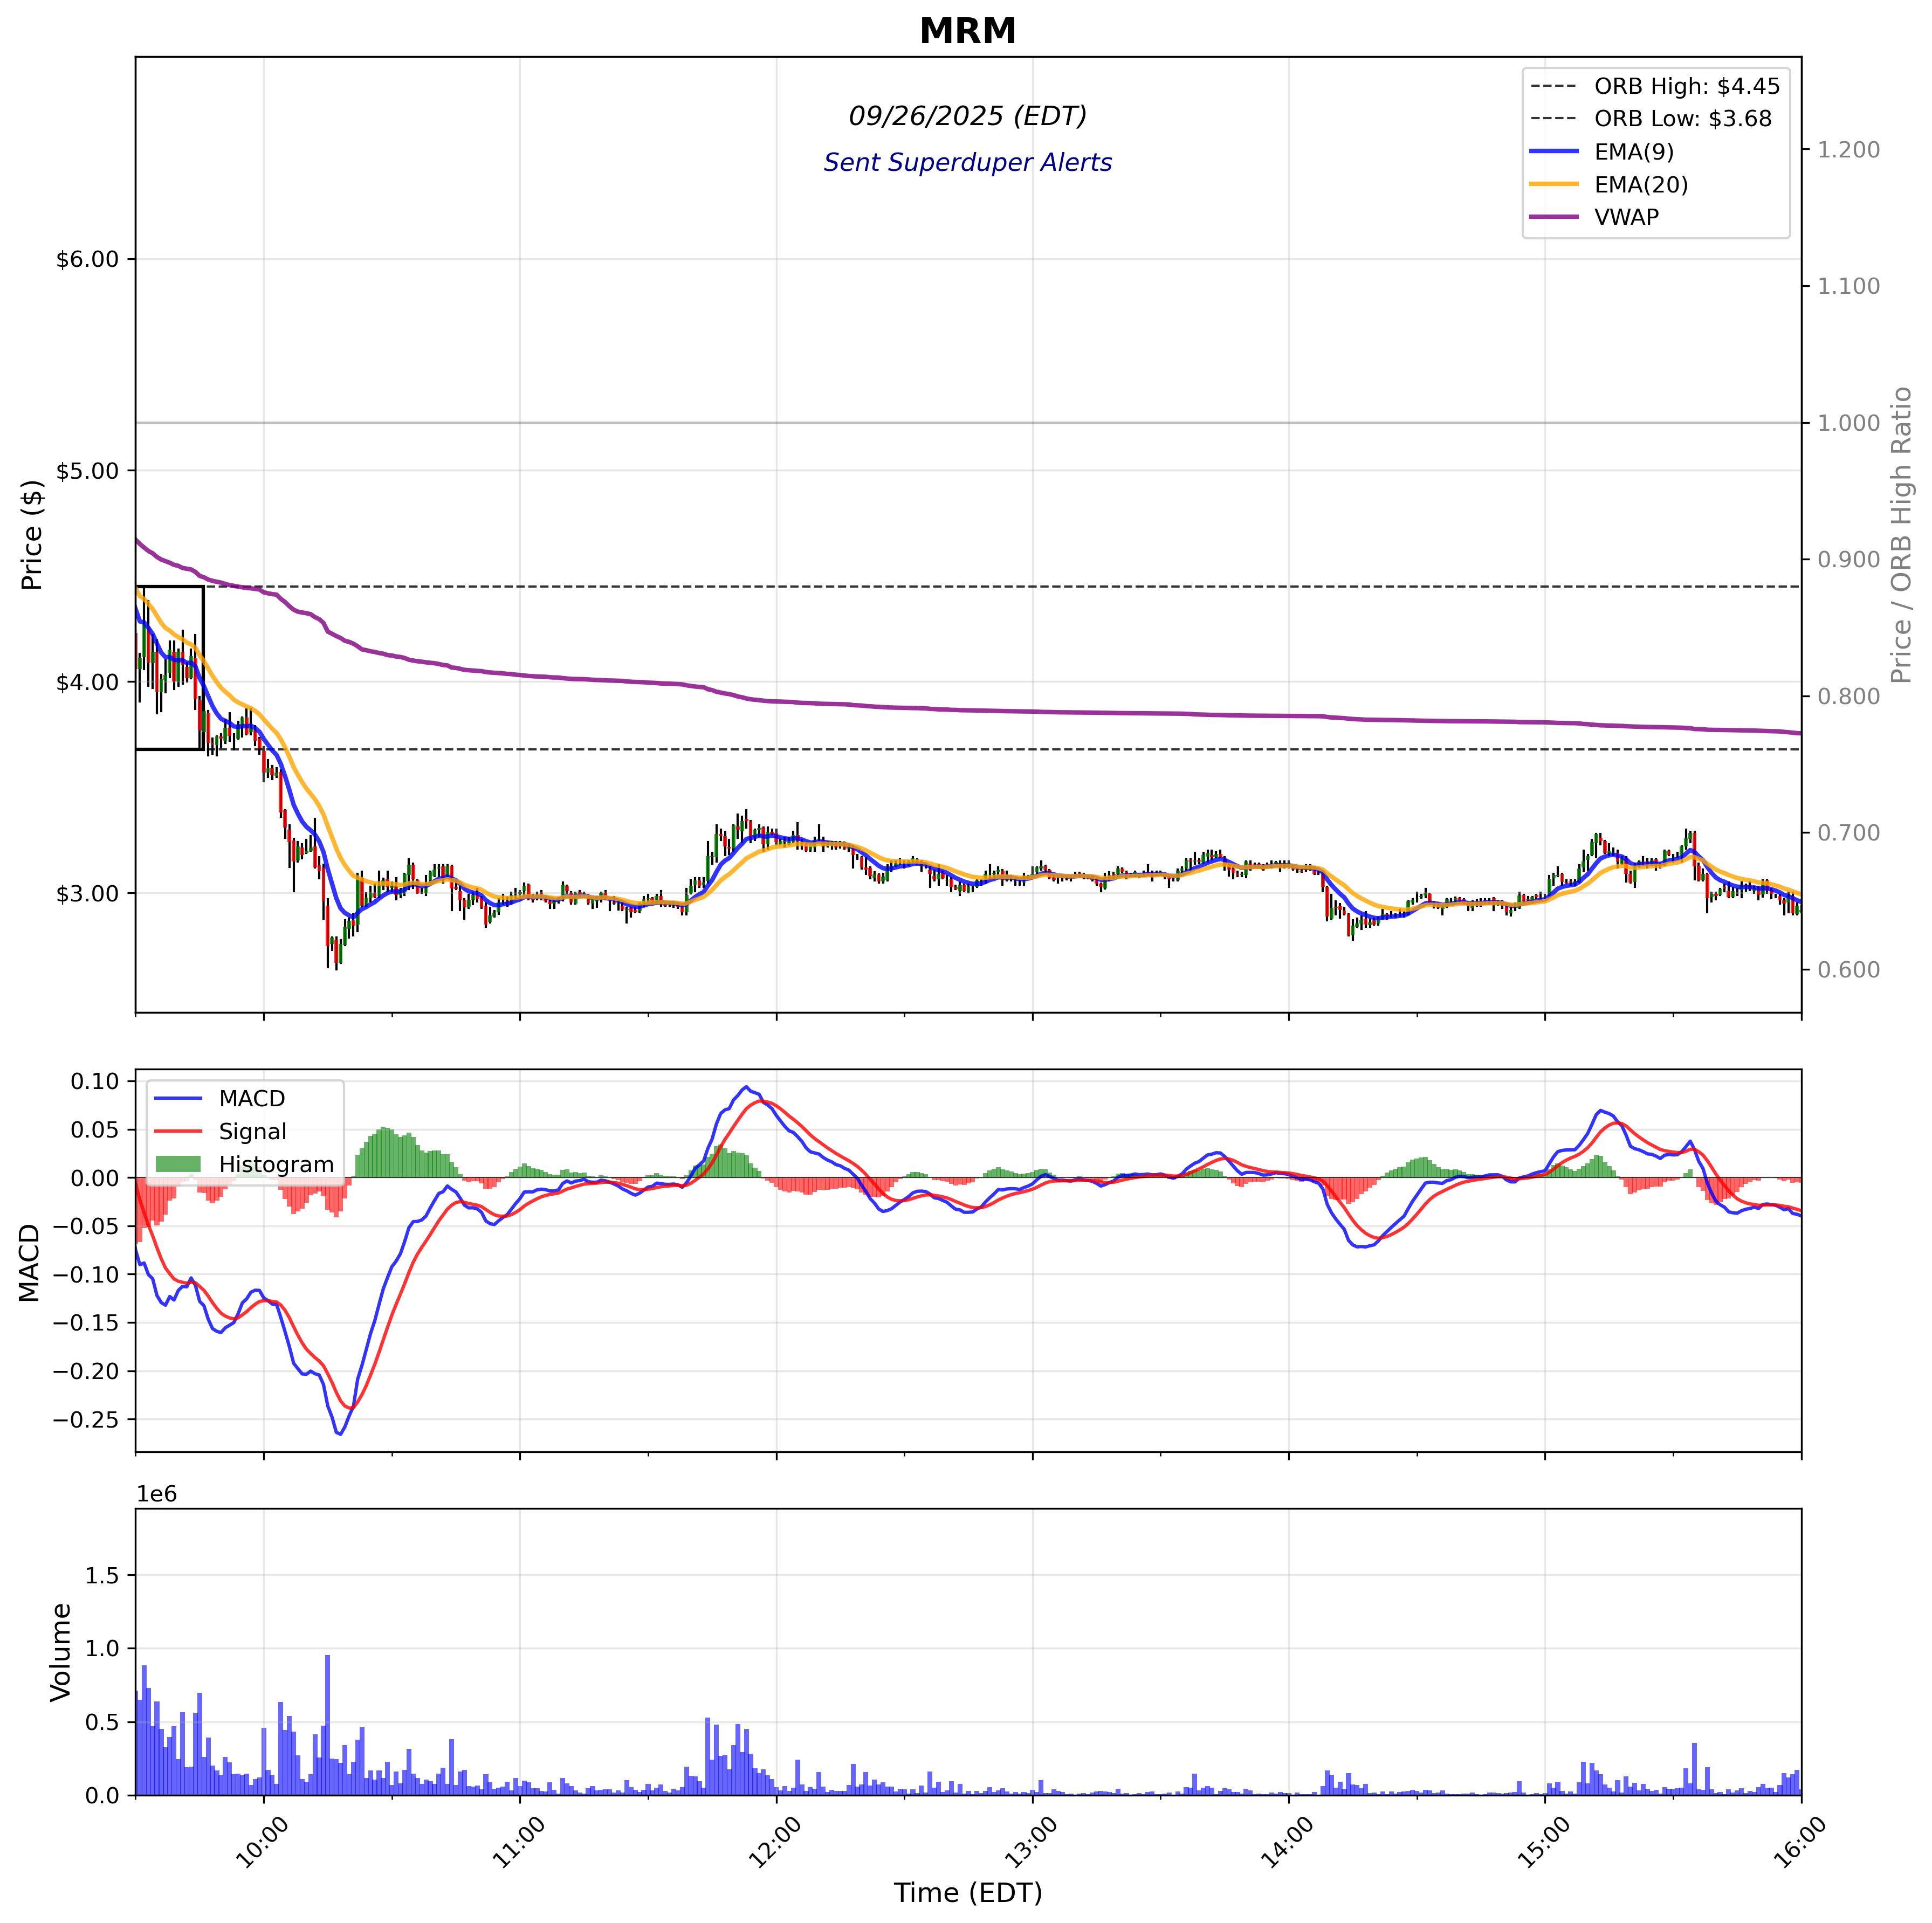 MRM
09/26/2025 (EDT)
Sent Superduper Alerts
ORB High: $4.45
ORB Low: $3.68
EMA(9)
EMA(20)
VWAP
Price ($)
$6.00
$5.00
$4.00
$3.00
Price / ORB High Ratio
1.200
1.100
1.000
0.900
0.800
0.700
0.600
MACD
Signal
Histogram
MACD
0.10
0.05
0.00
−0.05
−0.10
−0.15
−0.20
−0.25
1e6
Volume
1.5
1.0
0.5
0.0
10:00 11:00 12:00 13:00 14:00 15:00 16:00
Time (EDT)